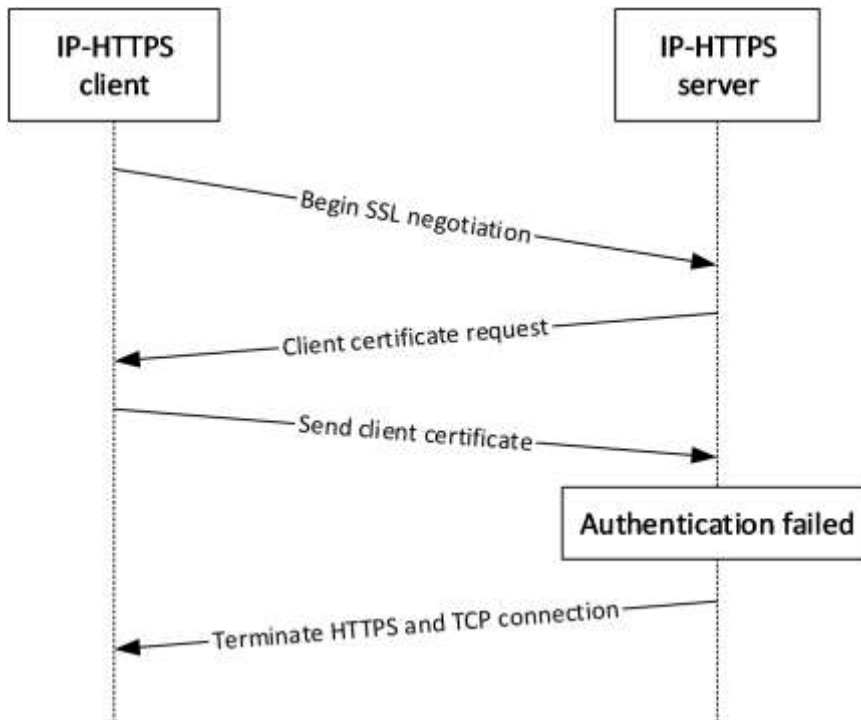 IP-HTTPS
client
IP-HTTPS
server
Begin SSL negotiation
Client certificate request
Send client certificate
Authentication failed
Terminate HTTPS and TCP connection